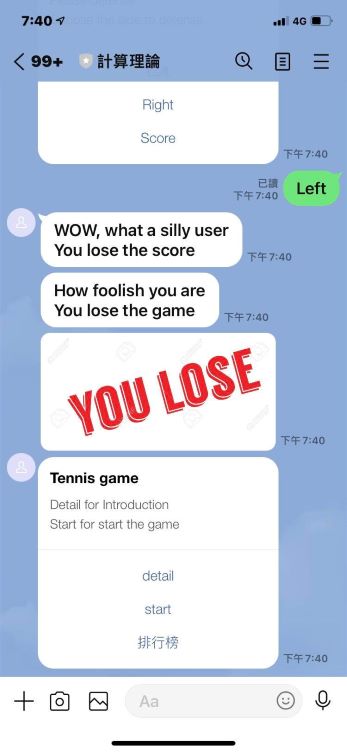 7:40
4G
99+
計算理論
Right
Score
下午7:40
已讀
下午7:40
Left
WOW, what a silly user
You lose the score
下午7:40
How foolish you are
You lose the game
下午7:40
YOU LOSE
下午7:40
Tennis game
Detail for Introduction
Start for start the game
detail
start
排行榜
下午7:40
Aa